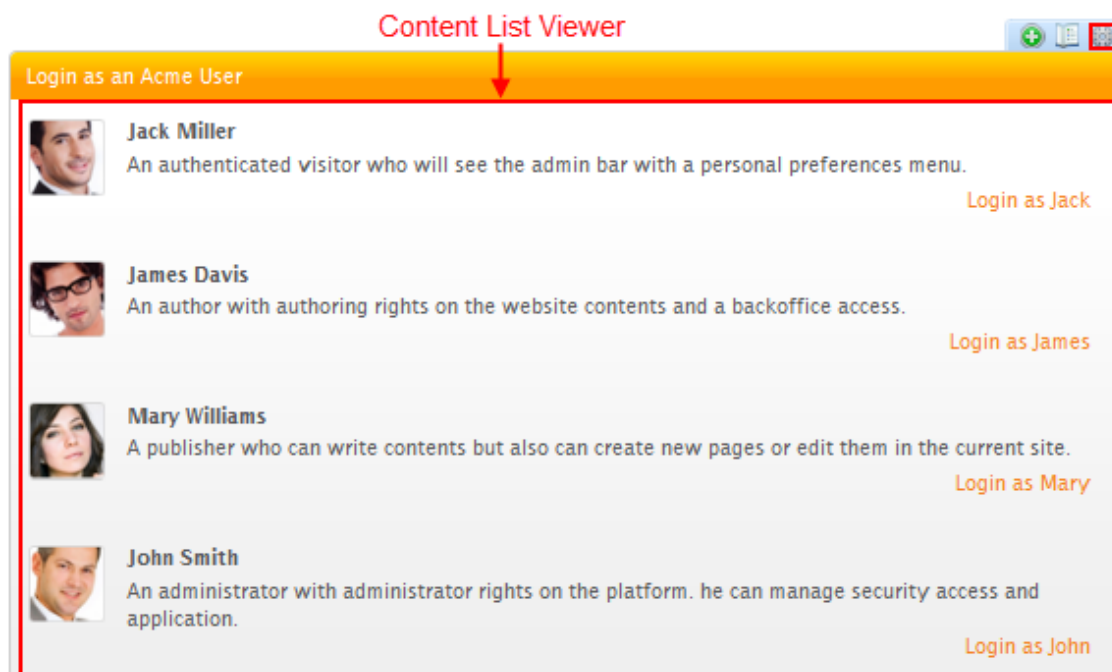 Content List Viewer
Login as an Acme User
Jack Miller
An authenticated visitor who will see the admin bar with a personal preferences menu.
Login as Jack
James Davis
An author with authoring rights on the website contents and a backoffice access.
Login as James
Mary Williams
A publisher who can write contents but also can create new pages or edit them in the current site.
Login as Mary
John Smith
An administrator with administrator rights on the platform. he can manage security access and
application.
Login as John